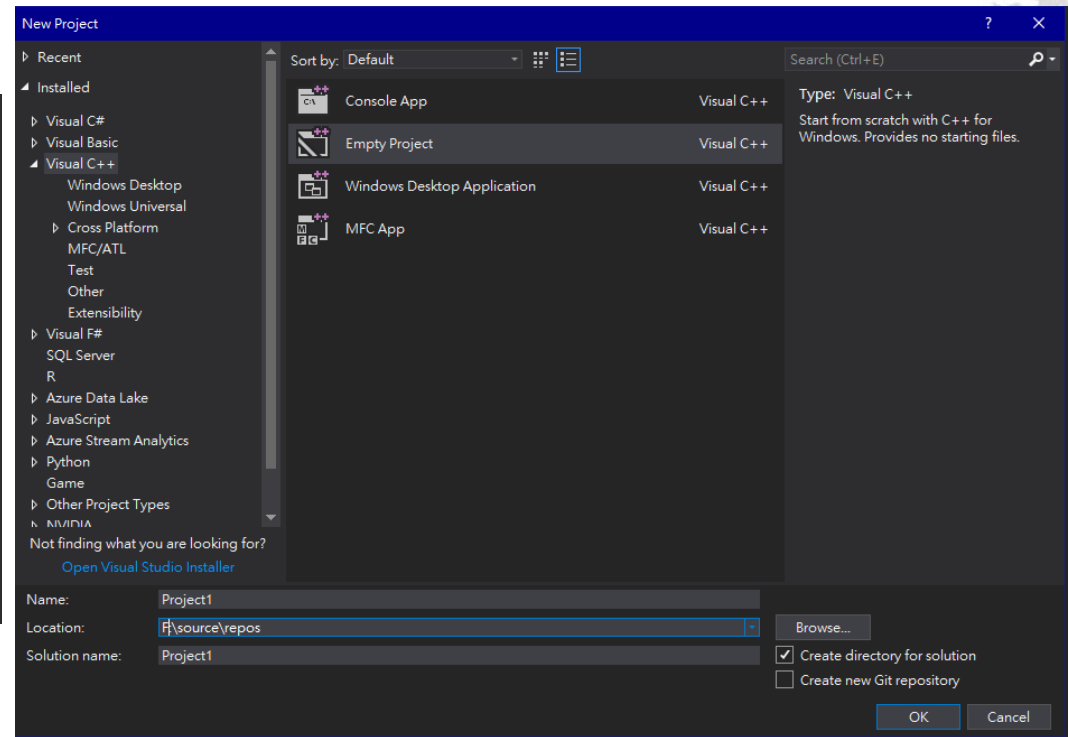 New Project
? ×
Recent
Installed
Visual C#
Visual Basic
Visual C++
Windows Desktop
Windows Universal
Cross Platform
MFC/ATL
Test
Other
Extensibility
Visual F#
SQL Server
R
Azure Data Lake
JavaScript
Azure Stream Analytics
Python
Game
Other Project Types
NVIDIA
Not finding what you are looking for?
Open Visual Studio Installer
Sort by: Default
Console App Visual C++
Empty Project Visual C++
Windows Desktop Application Visual C++
MFC App Visual C++
Search (Ctrl+E)
Type: Visual C++
Start from scratch with C++ for
Windows. Provides no starting files.
Name: Project1
Location: F:\source\repos
Browse...
Solution name: Project1
Create directory for solution
Create new Git repository
OK Cancel